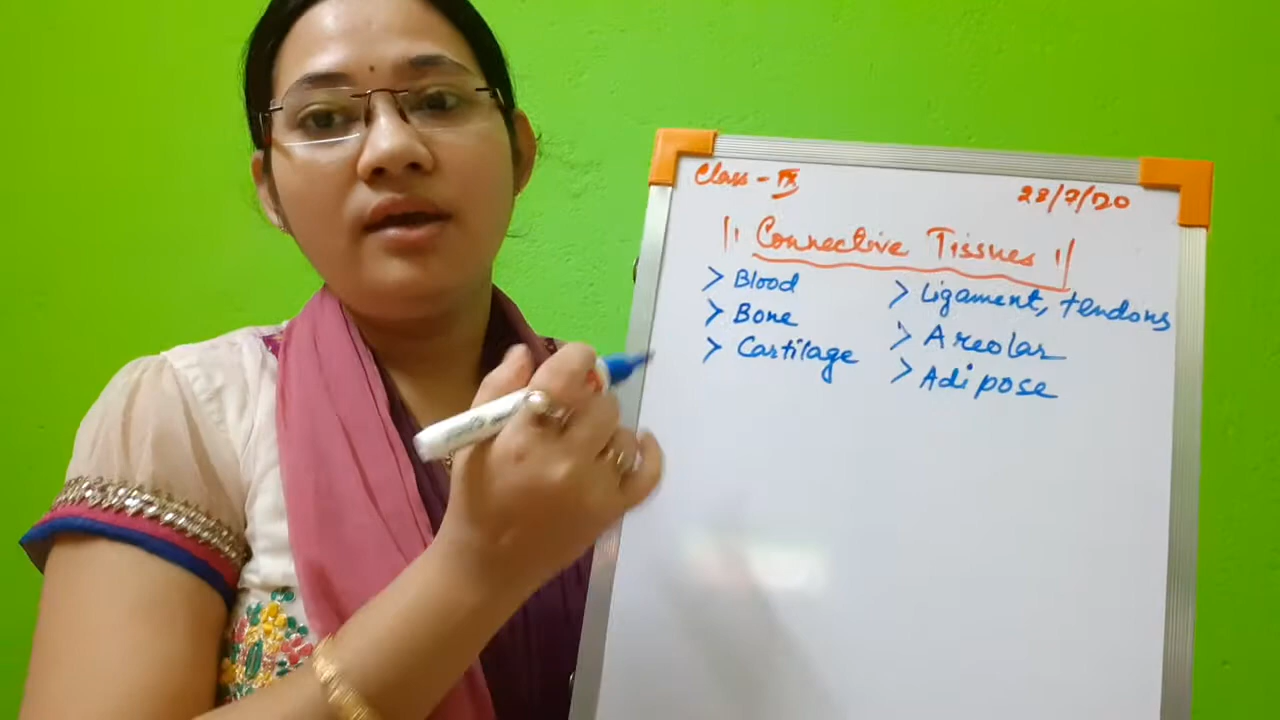 Class - IX
28/7/20
|| Connective Tissues ||
> Blood
> Bone
> Cartilage
> Ligament, tendons
> Areolar
> Adipose